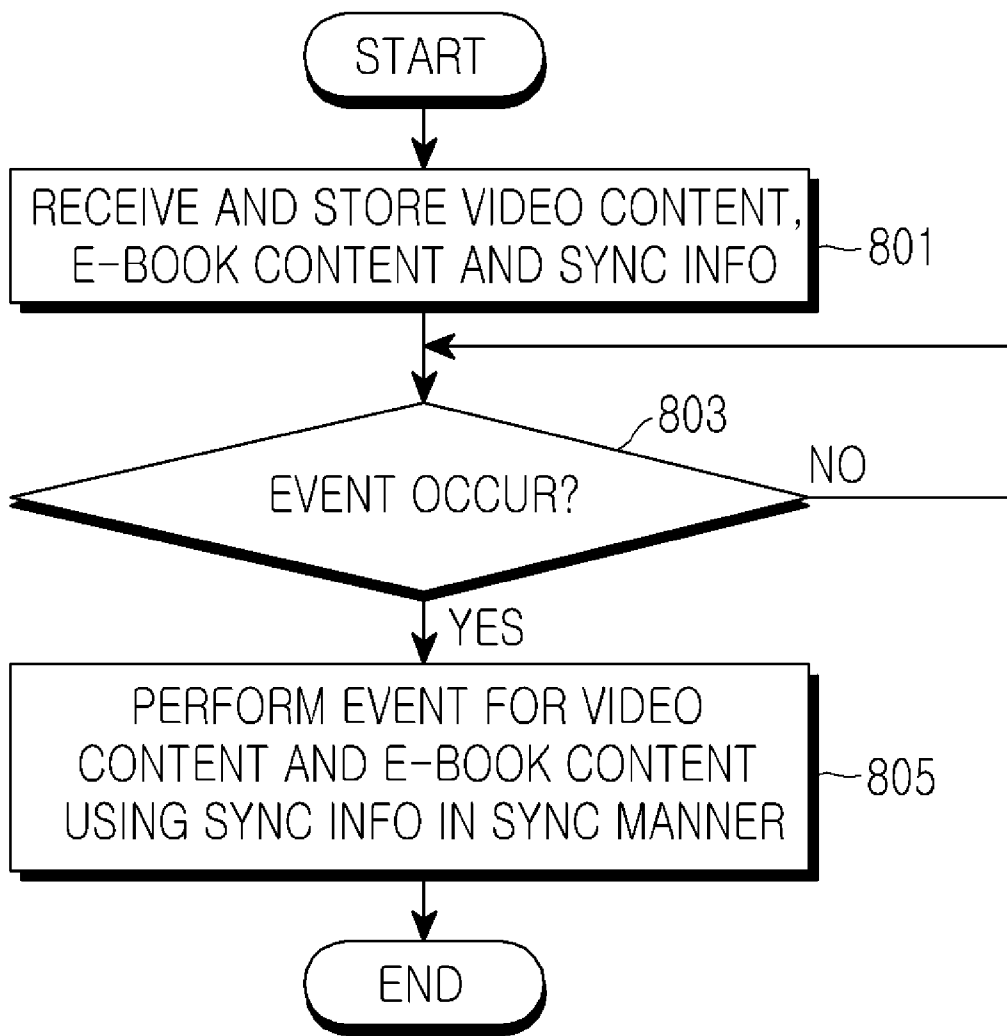 START
RECEIVE AND STORE VIDEO CONTENT,
E-BOOK CONTENT AND SYNC INFO
801
803
EVENT OCCUR?
NO
YES
PERFORM EVENT FOR VIDEO
CONTENT AND E-BOOK CONTENT
USING SYNC INFO IN SYNC MANNER
805
END